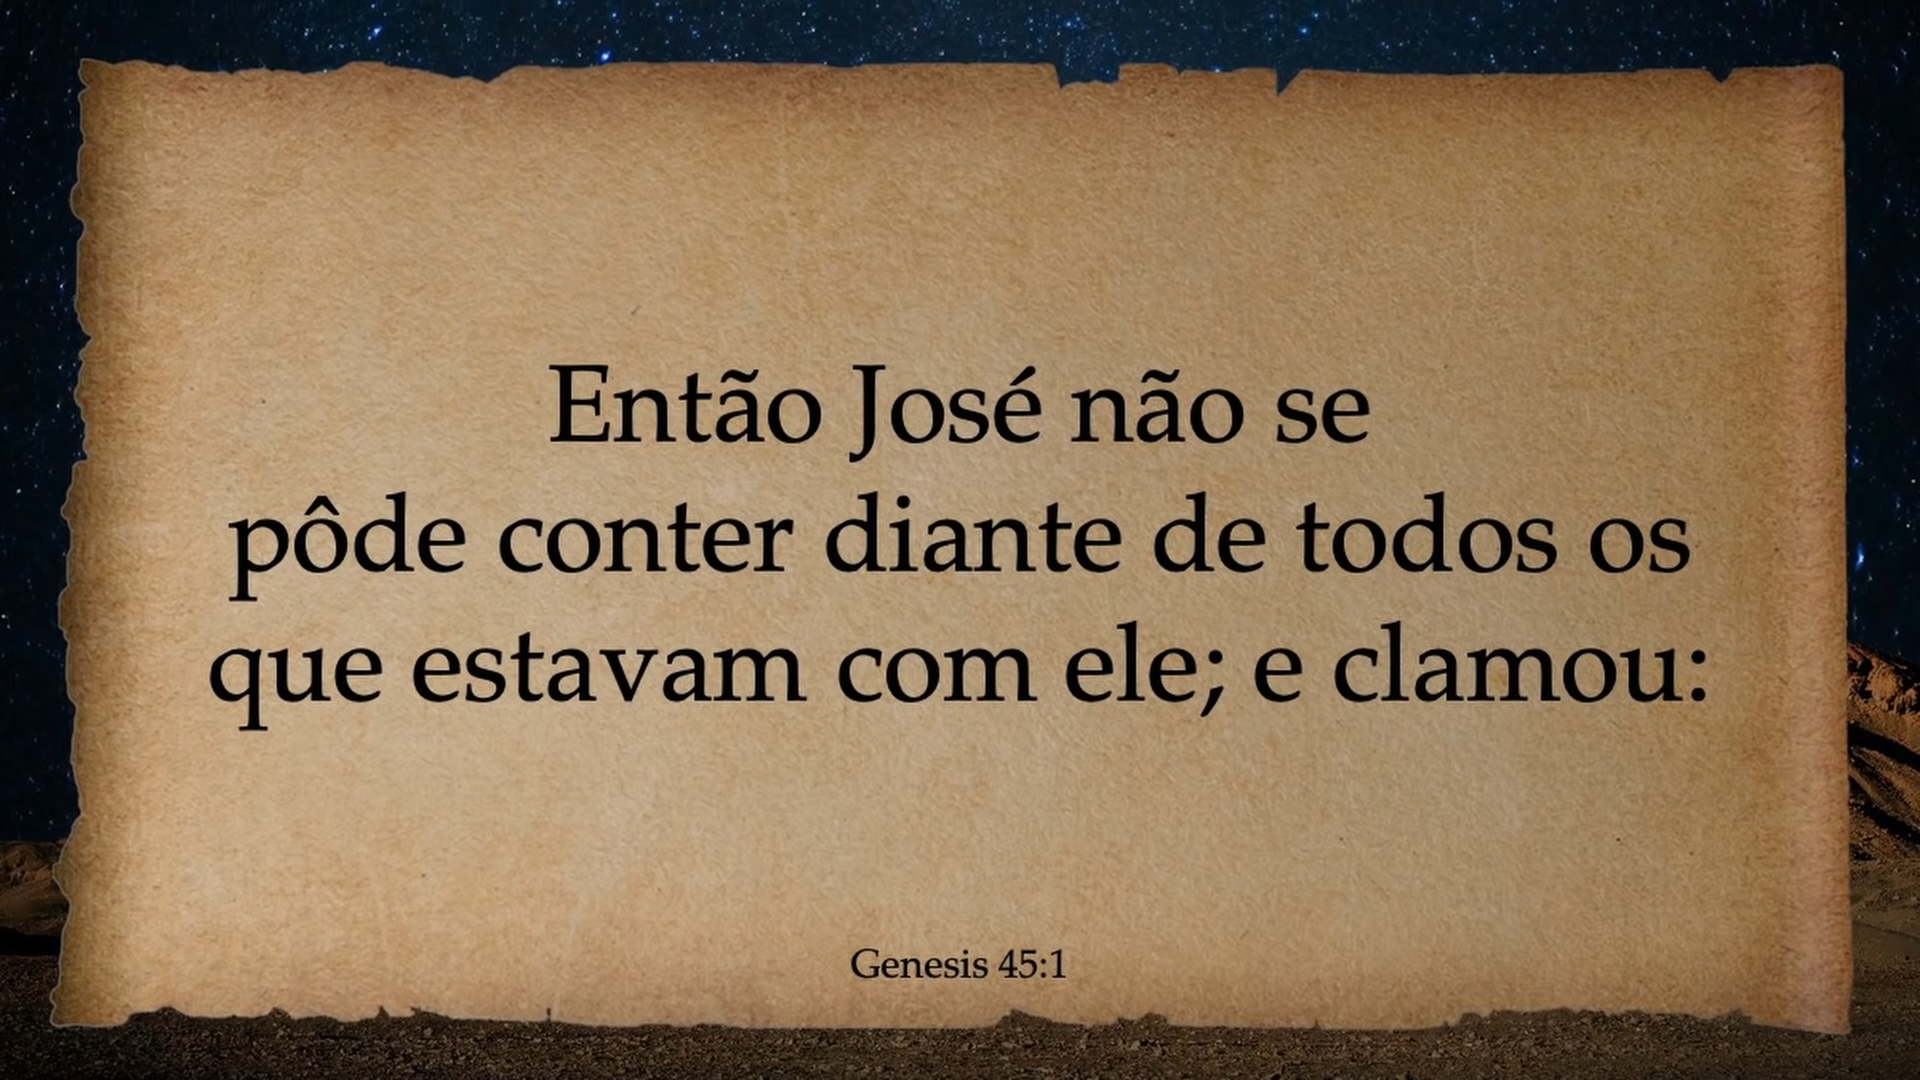 Então José não se
pôde conter diante de todos os
que estavam com ele; e clamou:
Genesis 45:1